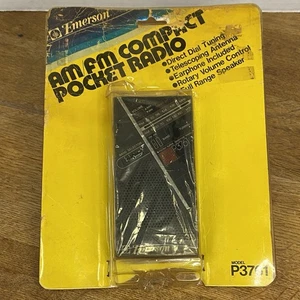 Emerson
AM FM COMPACT
POCKET RADIO
• Direct Dial Tuning
• Telescoping Antenna
• Earphone Included
• Rotary Volume Control
• Full Range Speaker
MODEL